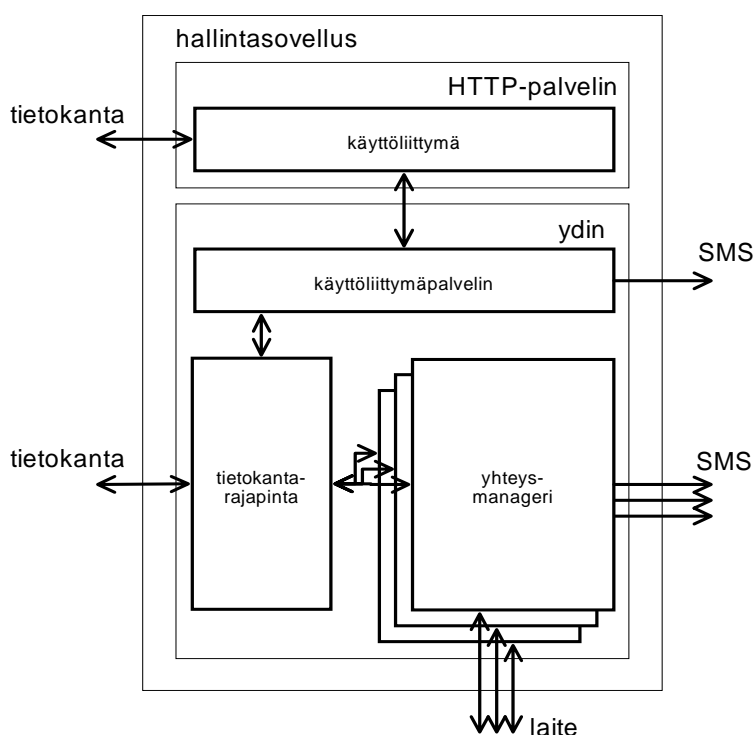 hallintasovellus
HTTP-palvelin
tietokanta
käyttöliittymä
ydin
SMS
käyttöliittymäpalvelin
tietokanta
tietokanta-
rajapinta
yhteys-
manageri
SMS
laite